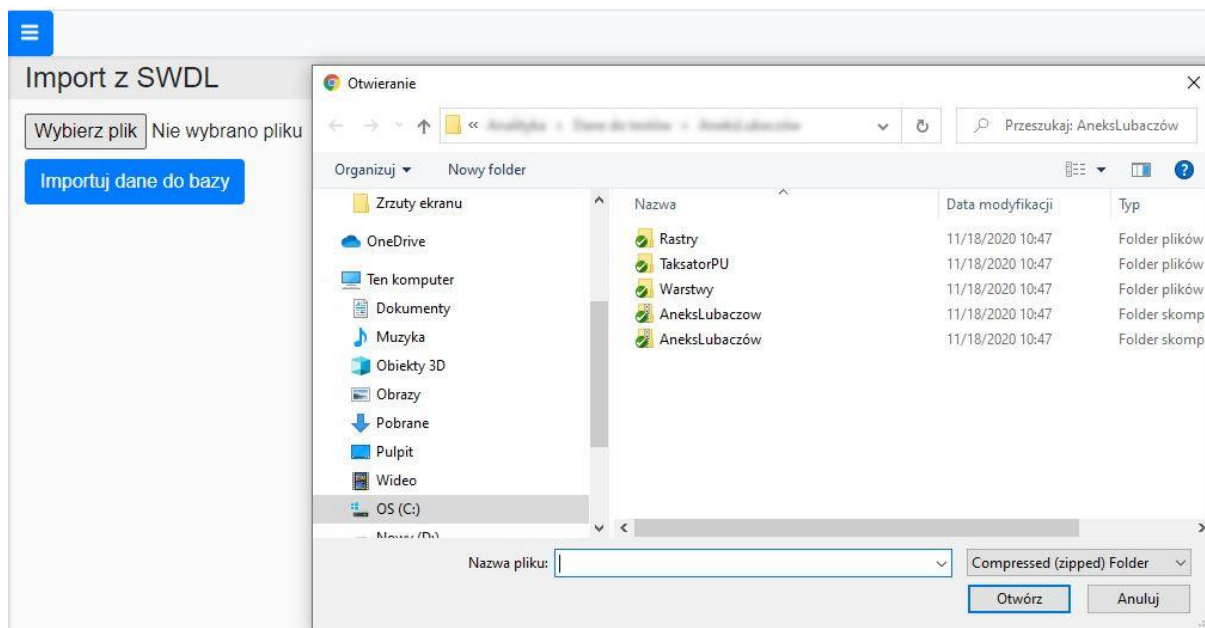 Import z SWDL
Wybierz plik Nie wybrano pliku
Importuj dane do bazy
Otwieranie
«
Przeszukaj: AneksLubaczów
Organizuj
Nowy folder
Zrzuty ekranu
OneDrive
Ten komputer
Dokumenty
Muzyka
Obiekty 3D
Obrazy
Pobrane
Pulpit
Wideo
OS (C:)
Nowy (D:)
Nazwa Data modyfikacji Typ
Rastry 11/18/2020 10:47 Folder plików
TaksatorPU 11/18/2020 10:47 Folder plików
Warstwy 11/18/2020 10:47 Folder plików
AneksLubaczow 11/18/2020 10:47 Folder skomp
AneksLubaczów 11/18/2020 10:47 Folder skomp
Nazwa pliku:
Compressed (zipped) Folder
Otwórz
Anuluj